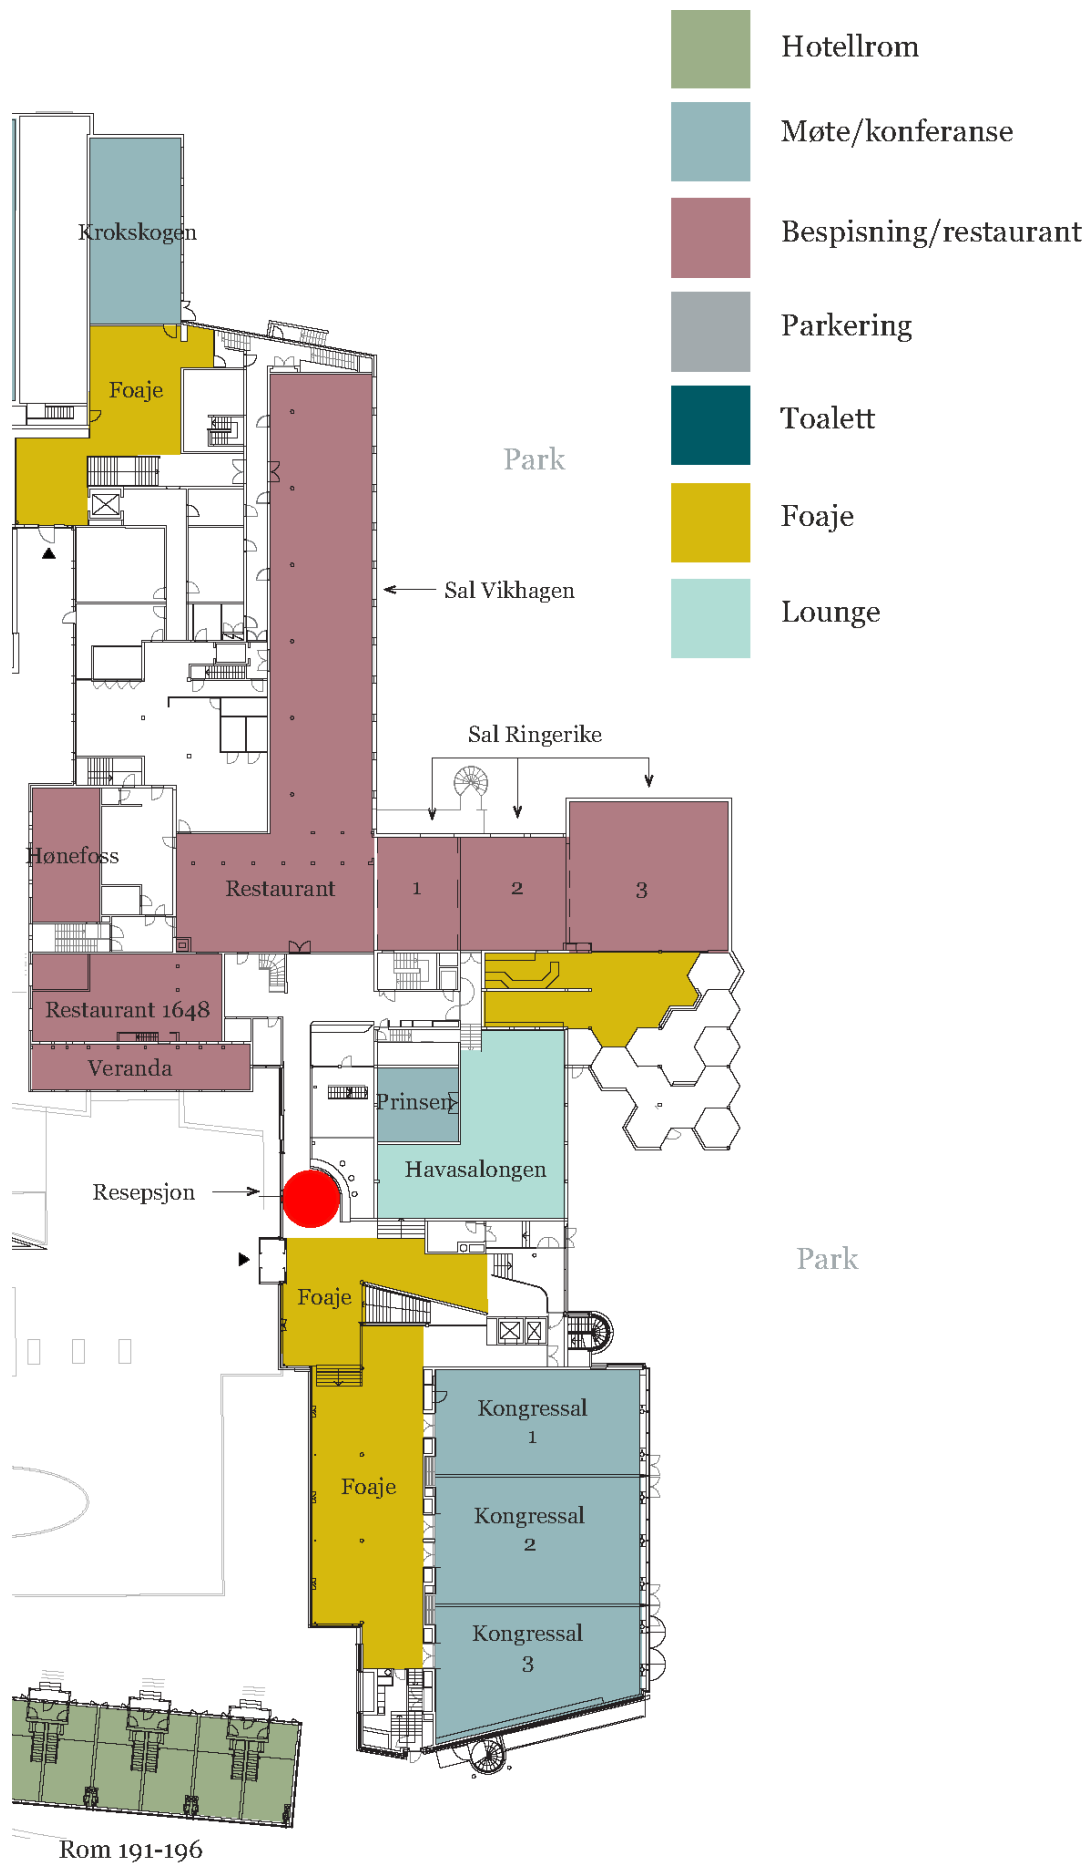 Hotellrom
Møte/konferanse
Bespisning/restaurant
Parkering
Toalett
Foaje
Lounge
Krokskogen
Foaje
Park
Sal Vikhagen
Sal Ringerike
Hønefoss
Restaurant
1
2
3
Restaurant 1648
Veranda
Prinsen
Havasalongen
Resepsjon
Park
Foaje
Kongressal
1
Foaje
Kongressal
2
Kongressal
3
Rom 191-196